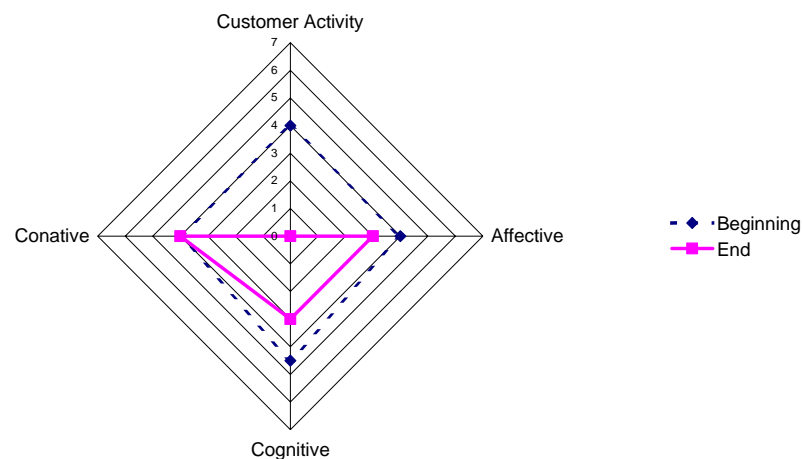 Customer Activity
7
6
5
4
3
2
1
0
Conative
Affective
Beginning
End
Cognitive